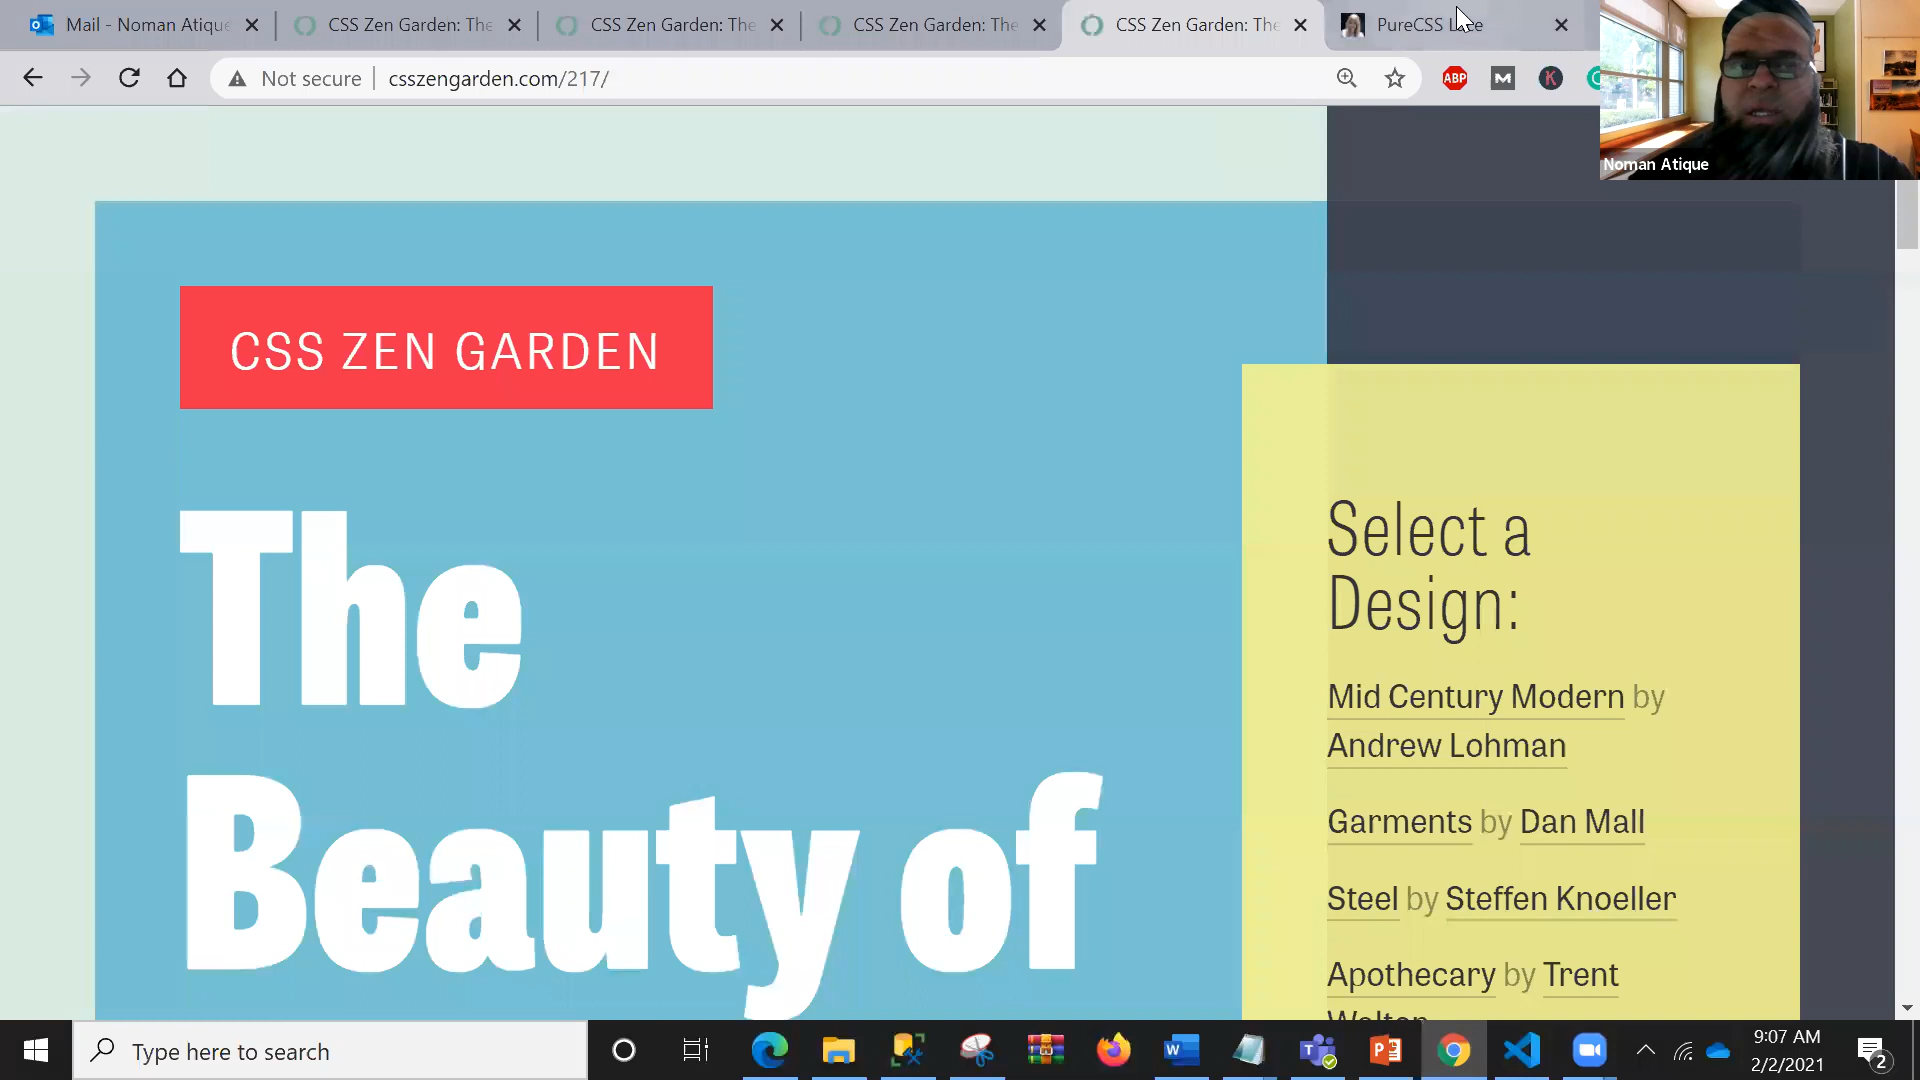 Mail - Noman Atique
CSS Zen Garden: The
CSS Zen Garden: The
CSS Zen Garden: The
CSS Zen Garden: The
PureCSS
Not secure
csszengarden.com/217/
ABP
M
K
Noman Atique
CSS ZEN GARDEN
The
Beauty of
Select a
Design:
Mid Century Modern by
Andrew Lohman
Garments by Dan Mall
Steel by Steffen Knoeller
Apothecary by Trent
Walton
Type here to search
9:07 AM
2/2/2021
2